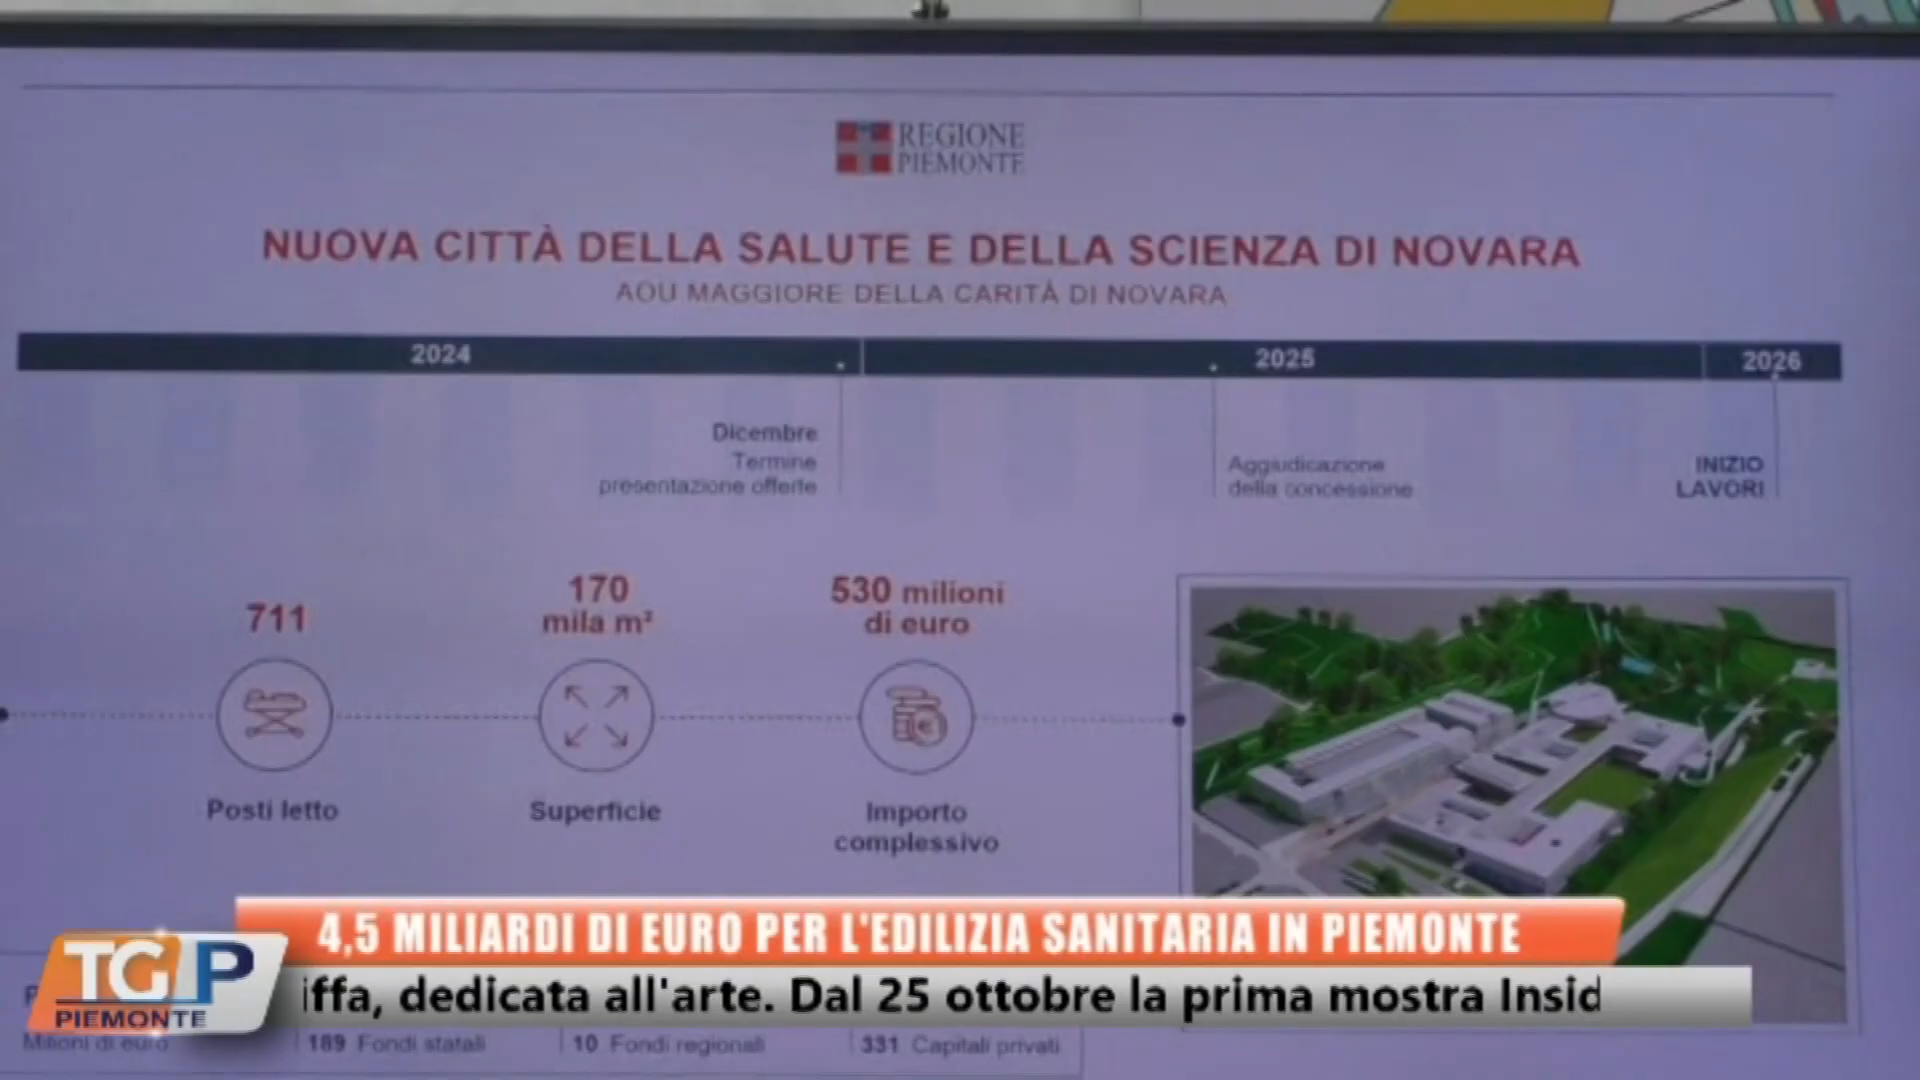 REGIONE
PIEMONTE
NUOVA CITTÀ DELLA SALUTE E DELLA SCIENZA DI NOVARA
AOU MAGGIORE DELLA CARITÀ DI NOVARA
2024
2025
2026
Dicembre
Termine
presentazione offerte
Aggiudicazione
della concessione
INIZIO
LAVORI
711
170
mila m²
530 milioni
di euro
Posti letto
Superficie
Importo
complessivo
4,5 MILIARDI DI EURO PER L'EDILIZIA SANITARIA IN PIEMONTE
TGP
PIEMONTE
iffa, dedicata all'arte. Dal 25 ottobre la prima mostra Insid
Milioni di euro
189 Fondi statali
10 Fondi regionali
331 Capitali privati